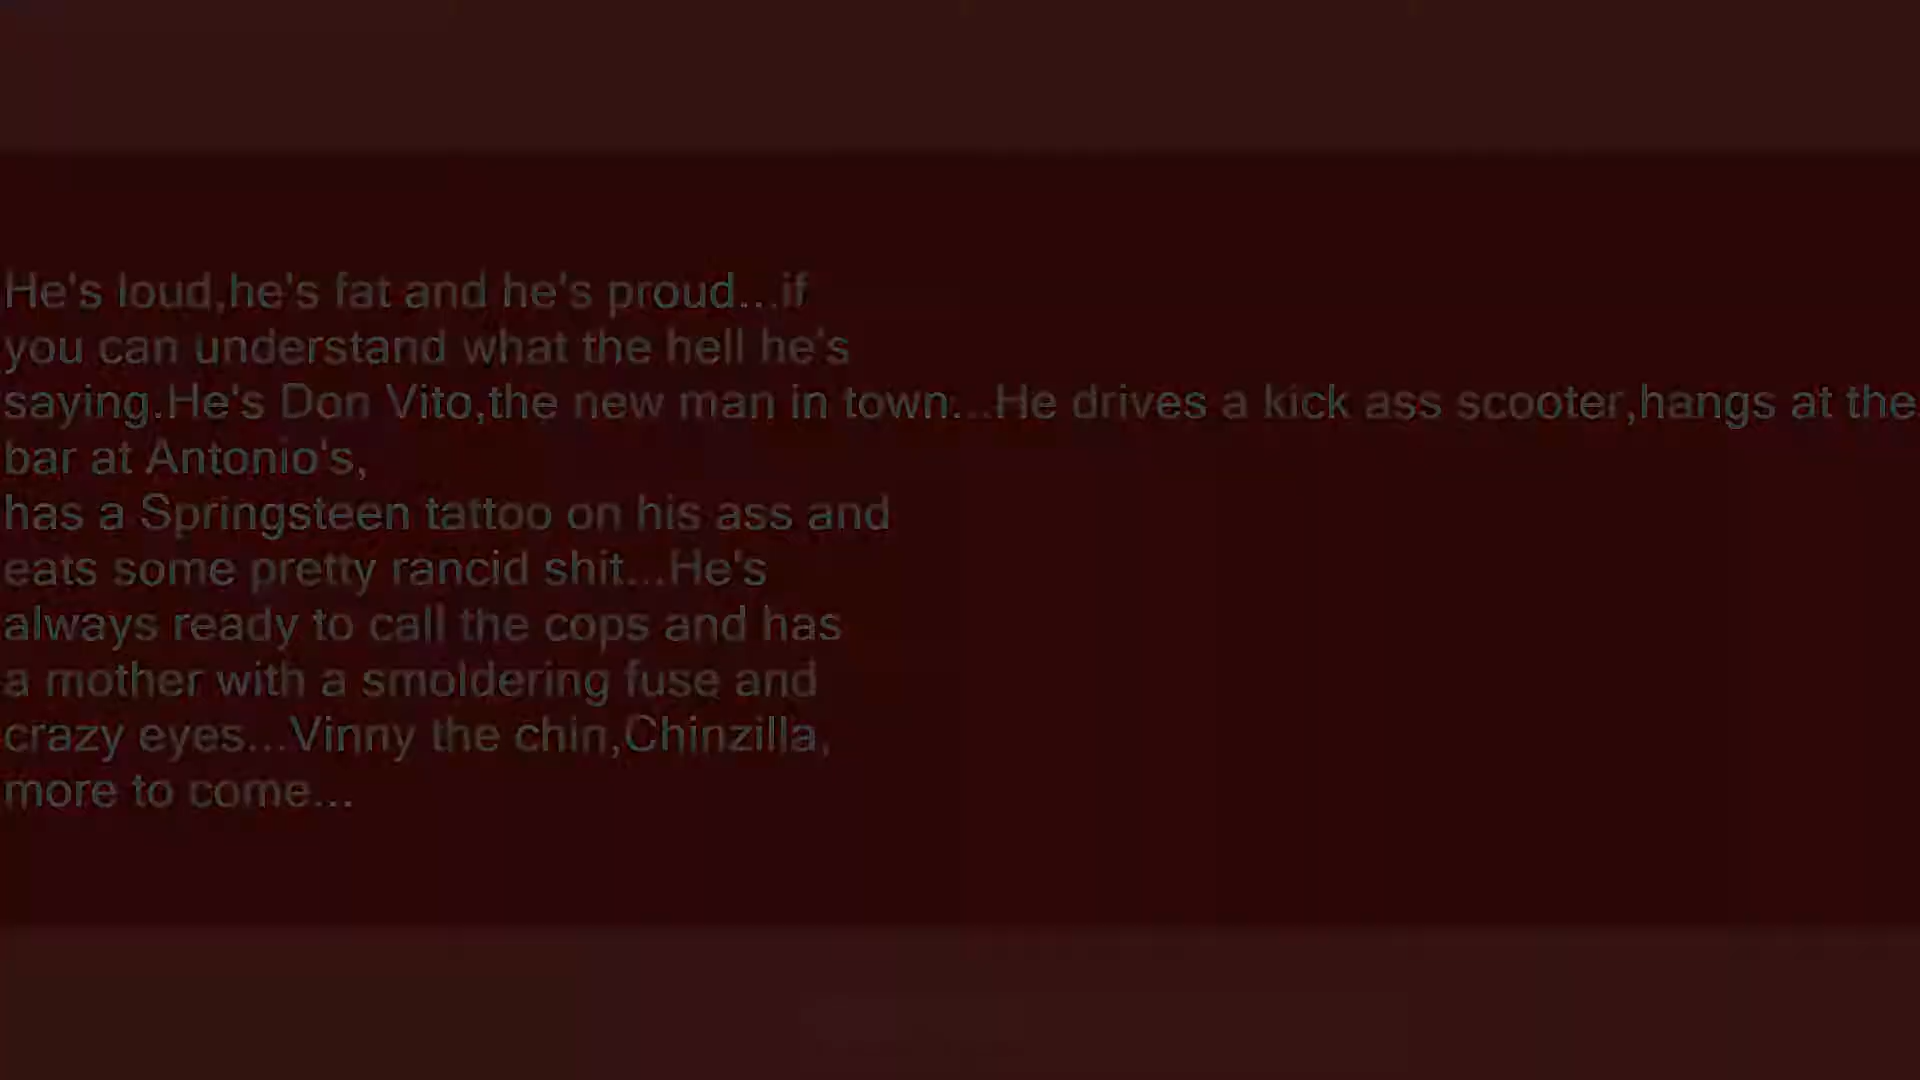 He's loud,he's fat and he's proud...if
you can understand what the hell he's
saying.He's Don Vito,the new man in town...He drives a kick ass scooter,hangs at the
bar at Antonio's,
has a Springsteen tattoo on his ass and
eats some pretty rancid shit...He's
always ready to call the cops and has
a mother with a smoldering fuse and
crazy eyes...Vinny the chin,Chinzilla,
more to come...